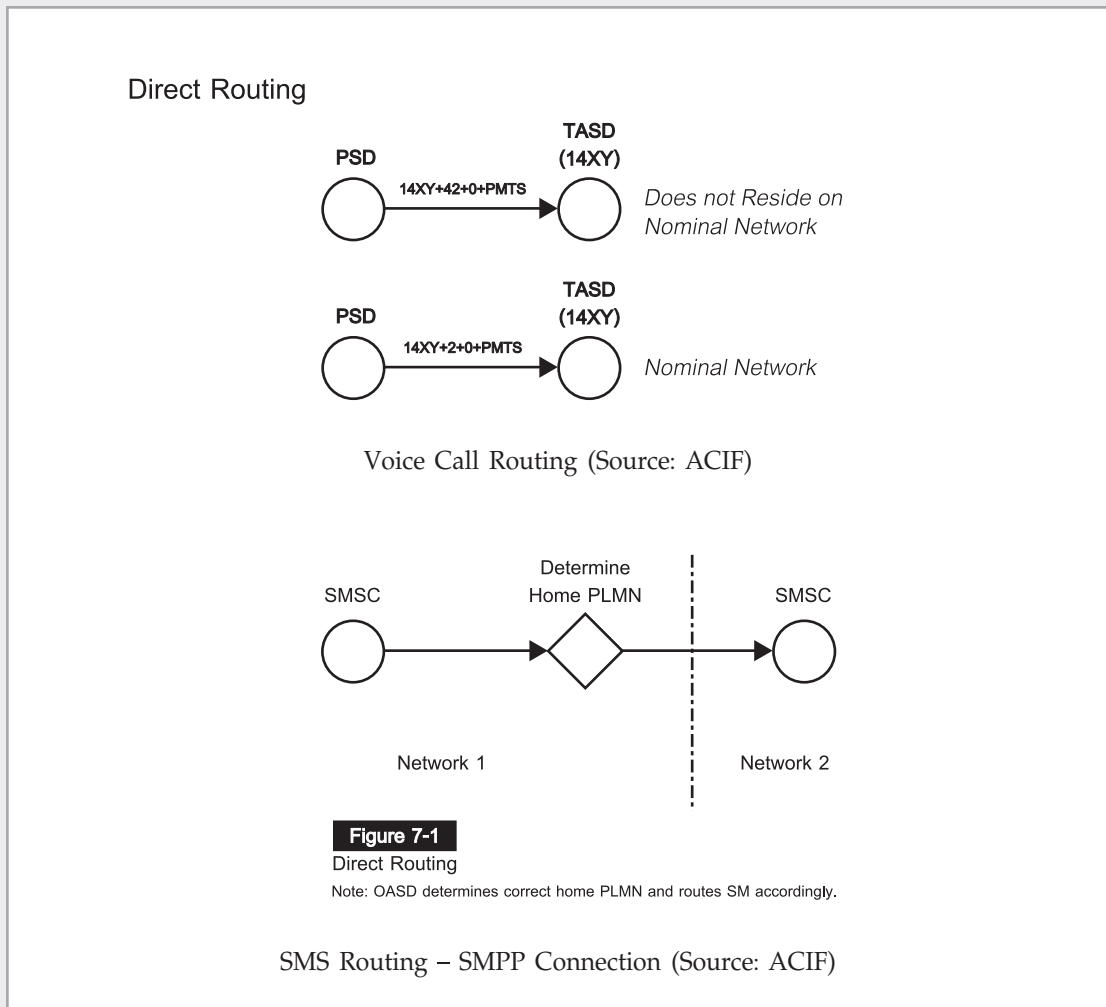 Direct Routing
TASD
PSD
(14XY)
14XY+42+0+PMTS
Does not Reside on
Nominal Network
TASD
PSD
(14XY)
14XY+2+0+PMTS
Nominal Network
Voice Call Routing (Source: ACIF)
Determine
SMSC
Home PLMN
SMSC
Network 1
Network 2
Figure 7-1
Direct Routing
Note: OASD determines correct home PLMN and routes SM accordingly.
SMS Routing – SMPP Connection (Source: ACIF)